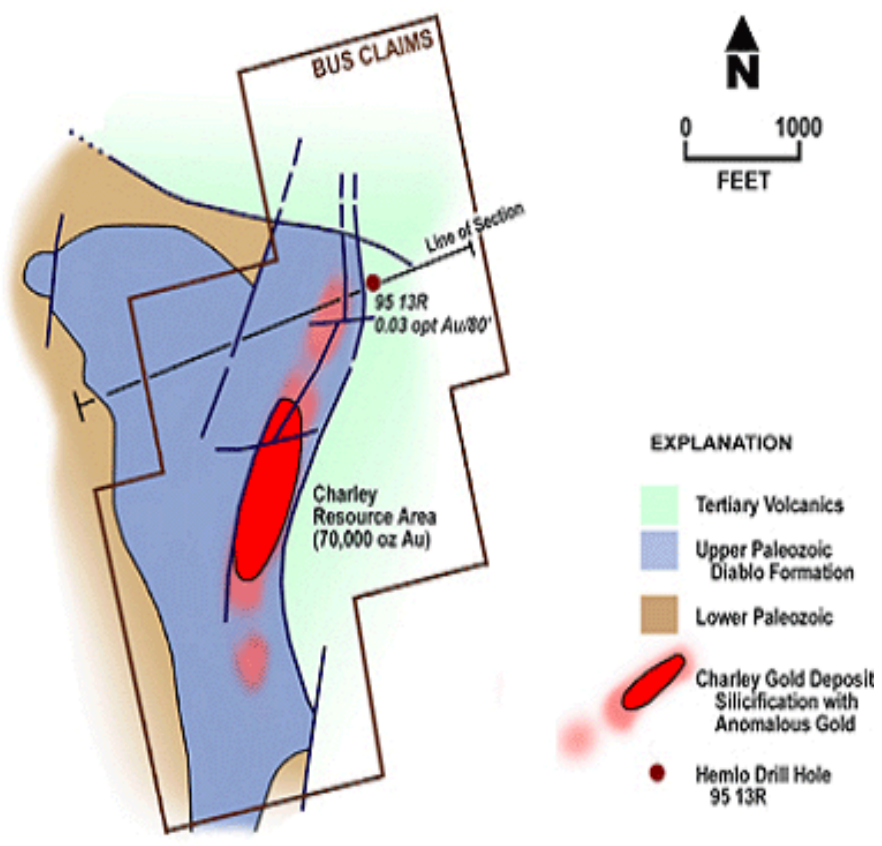 BUS CLAIMS
N
0 1000
FEET
Line of Section
95 13R
0.03 opt Au/80'
Charley
Resource Area
(70,000 oz Au)
EXPLANATION
Tertiary Volcanics
Upper Paleozoic
Diablo Formation
Lower Paleozoic
Charley Gold Deposit
Silicification with
Anomalous Gold
Hemlo Drill Hole
95 13R